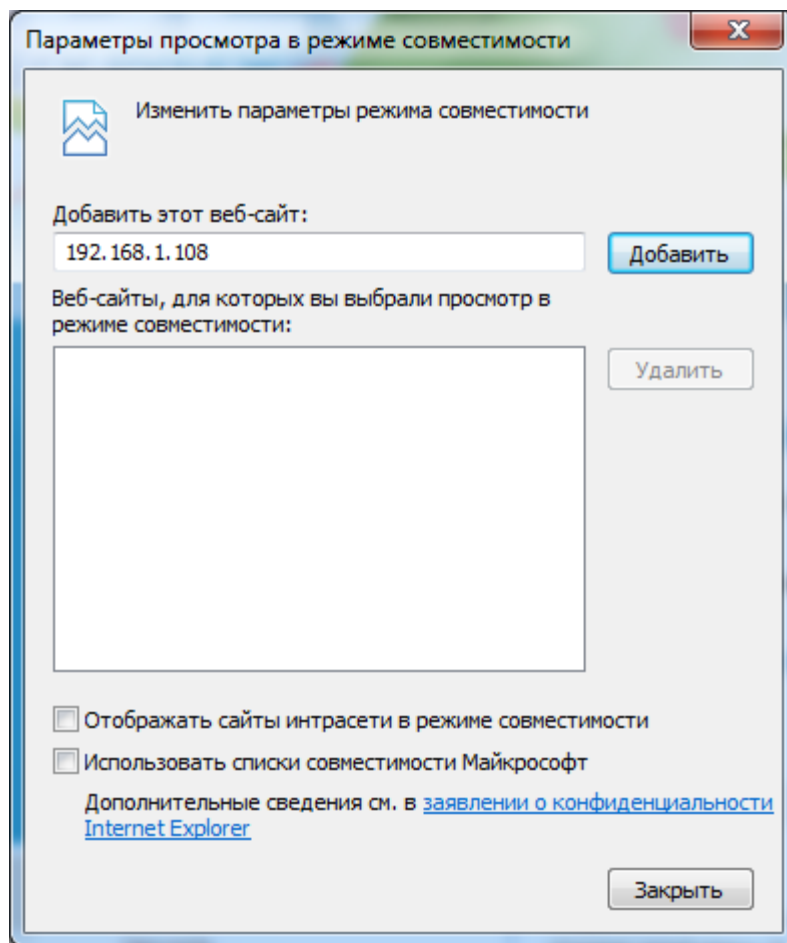 Параметры просмотра в режиме совместимости
Изменить параметры режима совместимости
Добавить этот веб-сайт:
192.168.1.108
Добавить
Веб-сайты, для которых вы выбрали просмотр в
режиме совместимости:
Удалить
Отображать сайты интрасети в режиме совместимости
Использовать списки совместимости Майкрософт
Дополнительные сведения см. в заявлении о конфиденциальности
Internet Explorer
Закрыть